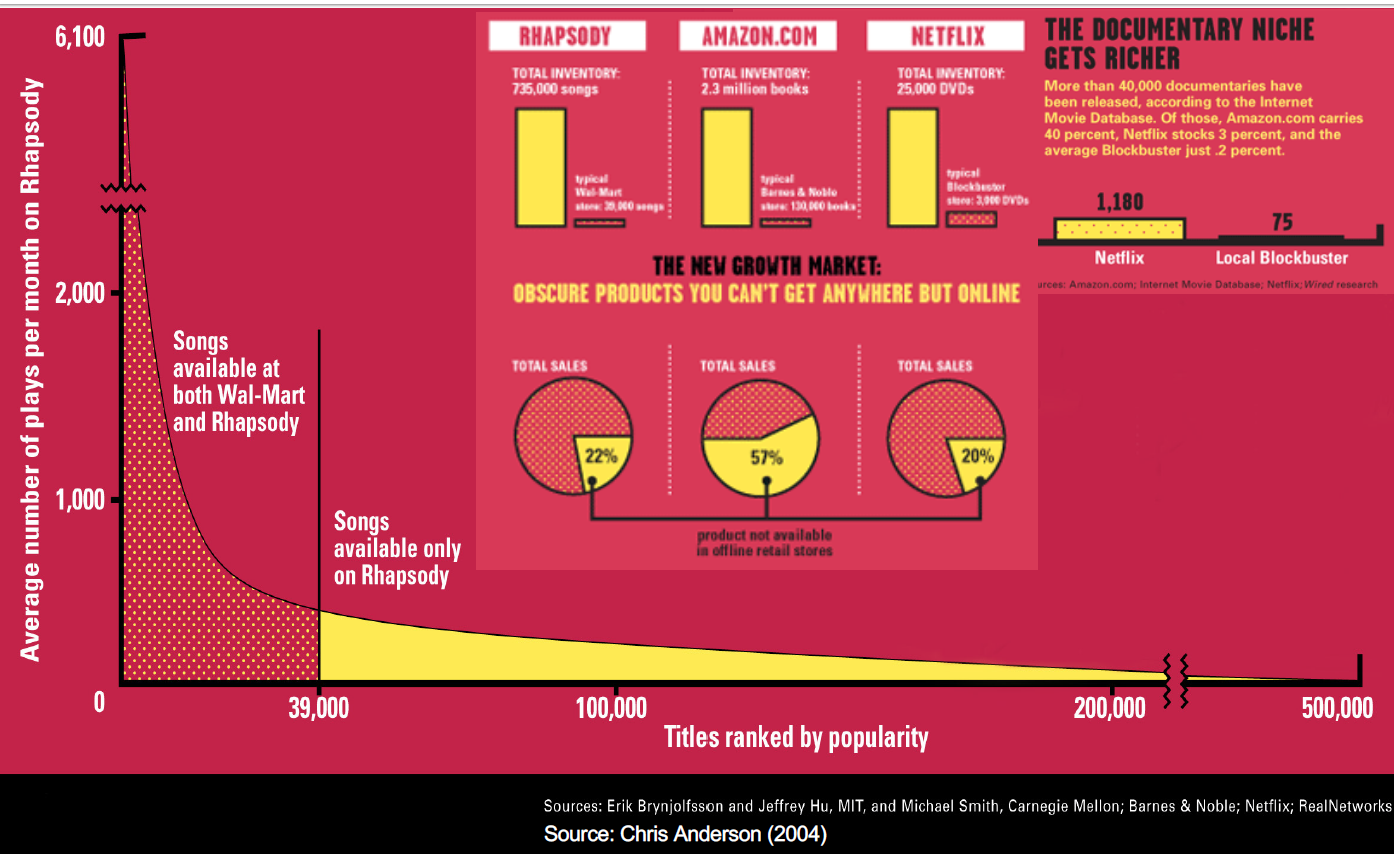 6,100
2,000
1,000
0
Average number of plays per month on Rhapsody
Songs
available at
both Wal-Mart
and Rhapsody
Songs
available only
on Rhapsody
39,000
100,000
200,000
500,000
Titles ranked by popularity
RHAPSODY
TOTAL INVENTORY:
735,000 songs
typical
Wal-Mart
store: 39,000 songs
AMAZON.COM
TOTAL INVENTORY:
2.3 million books
typical
Barnes & Noble
store: 130,000 books
NETFLIX
TOTAL INVENTORY:
25,000 DVDs
typical
Blockbuster
store: 3,000 DVDs
THE NEW GROWTH MARKET:
OBSCURE PRODUCTS YOU CAN'T GET ANYWHERE BUT ONLINE
TOTAL SALES
22%
TOTAL SALES
57%
TOTAL SALES
20%
product not available
in offline retail stores
THE DOCUMENTARY NICHE
GETS RICHER
More than 40,000 documentaries have
been released, according to the Internet
Movie Database. Of those, Amazon.com carries
40 percent, Netflix stocks 3 percent, and the
average Blockbuster just .2 percent.
1,180
75
Netflix
Local Blockbuster
urces: Amazon.com; Internet Movie Database; Netflix; Wired research
Sources: Erik Brynjolfsson and Jeffrey Hu, MIT, and Michael Smith, Carnegie Mellon; Barnes & Noble; Netflix; RealNetworks
Source: Chris Anderson (2004)